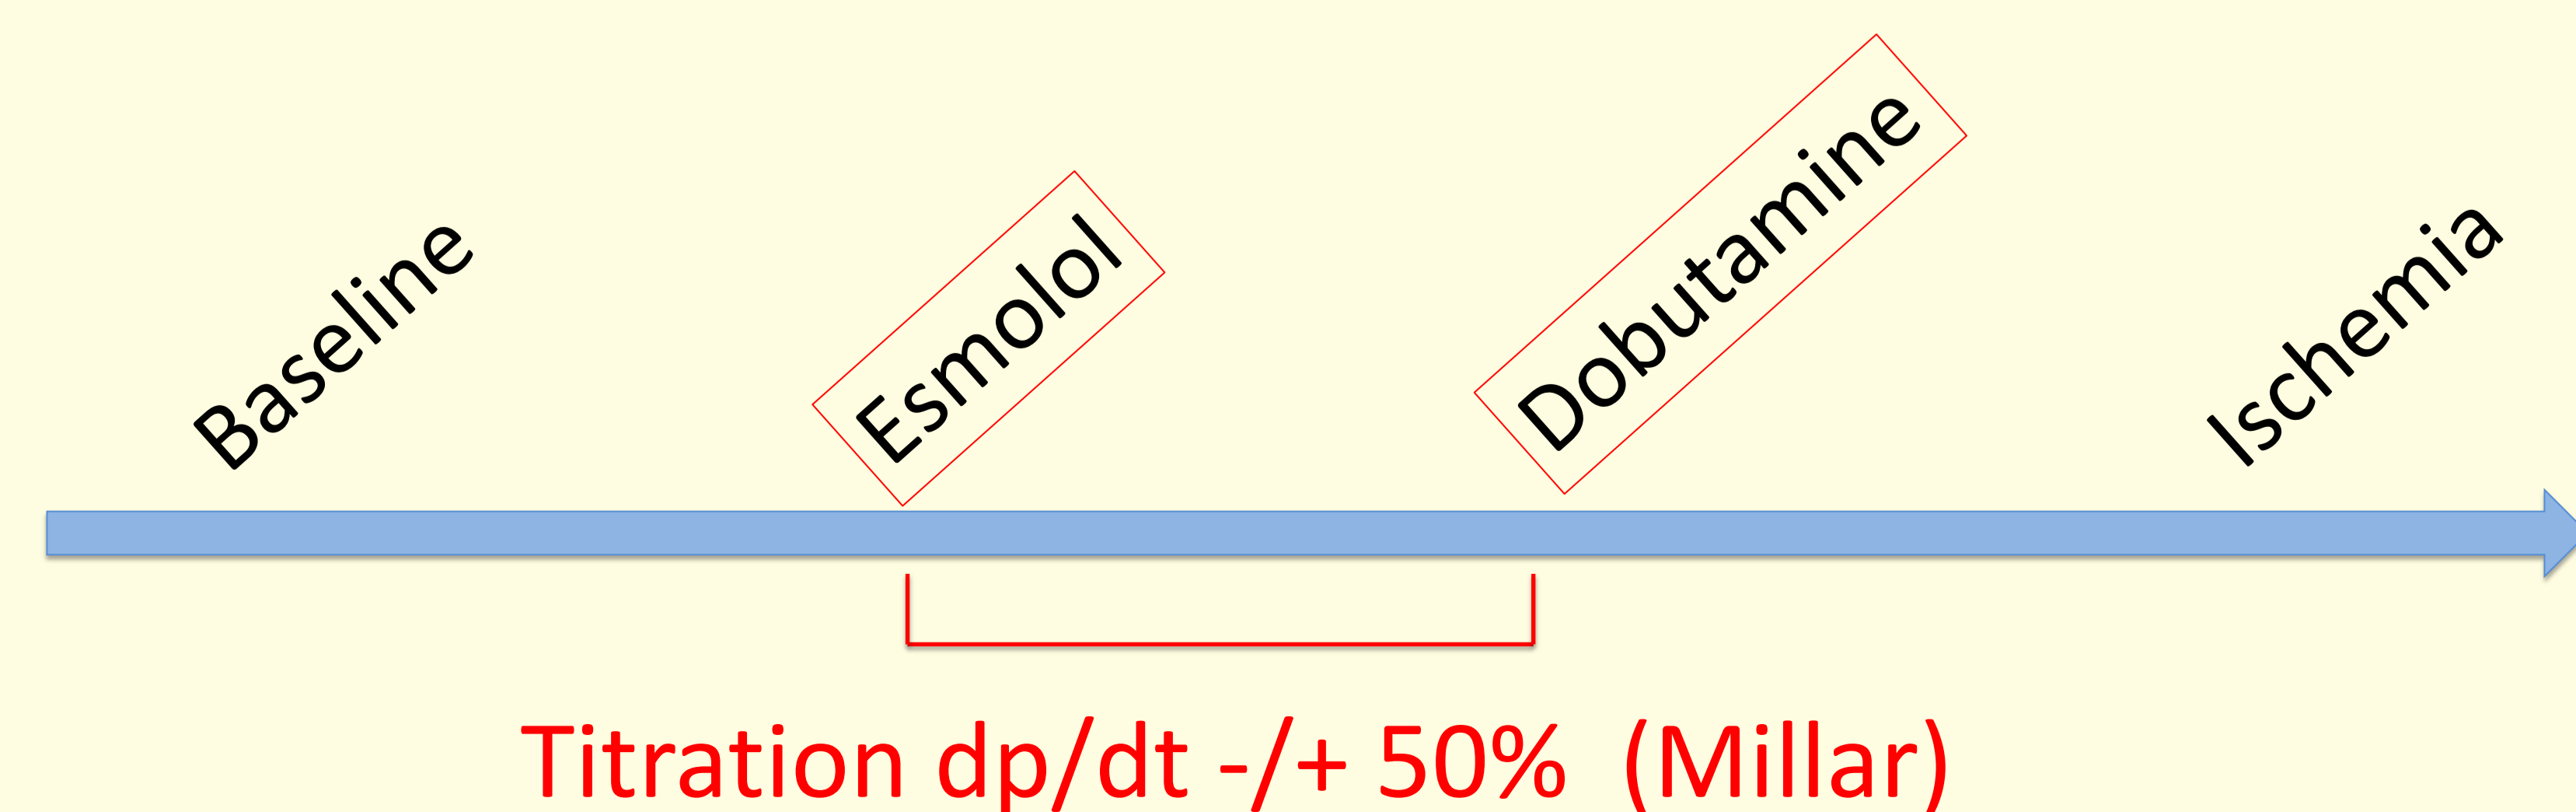 Baseline
Esmolol
Dobutamine
Ischemia
Titration dp/dt -/+ 50% (Millar)